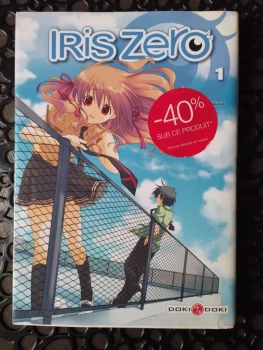 IRIS ZERO
1
-40%
SUR CE PRODUIT*
DOKI DOKI